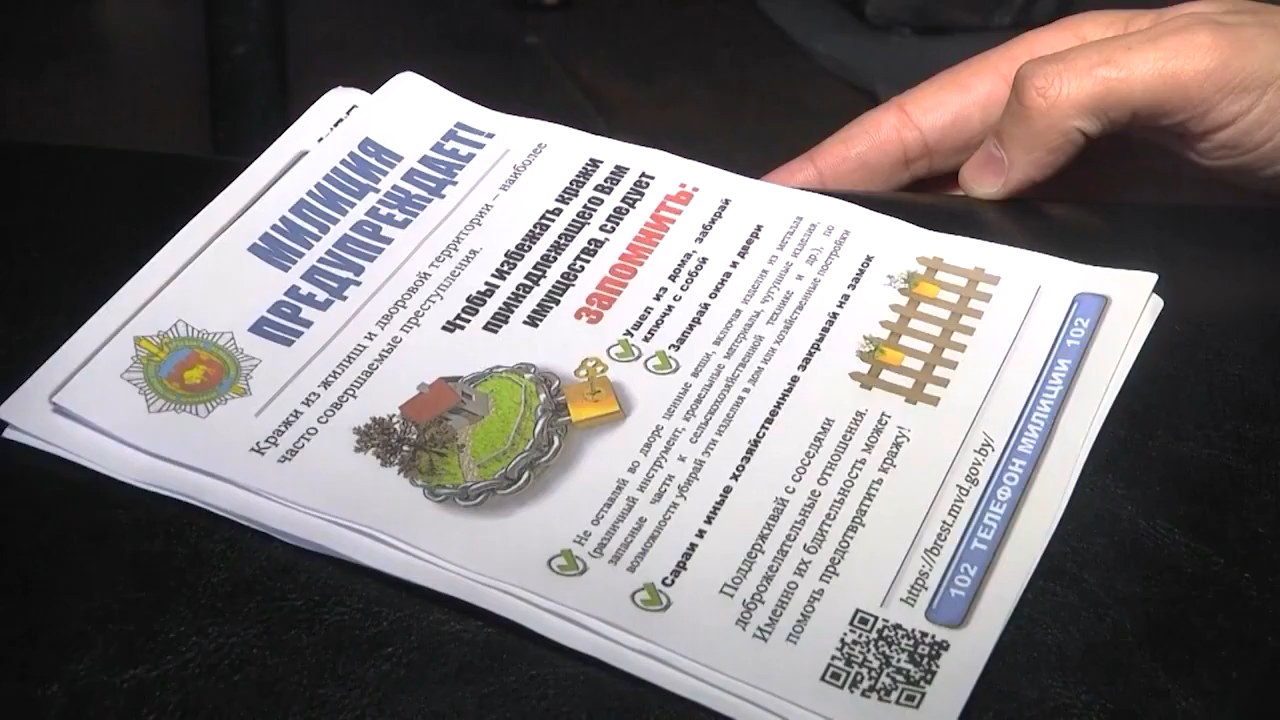 МИЛИЦИЯ
ПРЕДУПРЕЖДАЕТ!
Кражи из жилищ и дворовой территории – наиболее
часто совершаемые преступления.
Чтобы избежать кражи
принадлежащего Вам
имущества, следует
ЗАПОМНИТЬ:
Ушел из дома, забирай
ключи с собой
Запирай окна и двери
Не оставляй во дворе ценные вещи, включая изделия из металла
(различный инструмент, кровельные материалы, чугунные изделия,
запасные части к сельскохозяйственной технике и др.), по
возможности убирай эти изделия в дом или хозяйственные постройки
Сараи и иные хозяйственные закрывай на замок
Поддерживай с соседями
доброжелательные отношения.
Именно их бдительность может
помочь предотвратить кражу!
https://brest.mvd.gov.by/
102 ТЕЛЕФОН МИЛИЦИИ 102